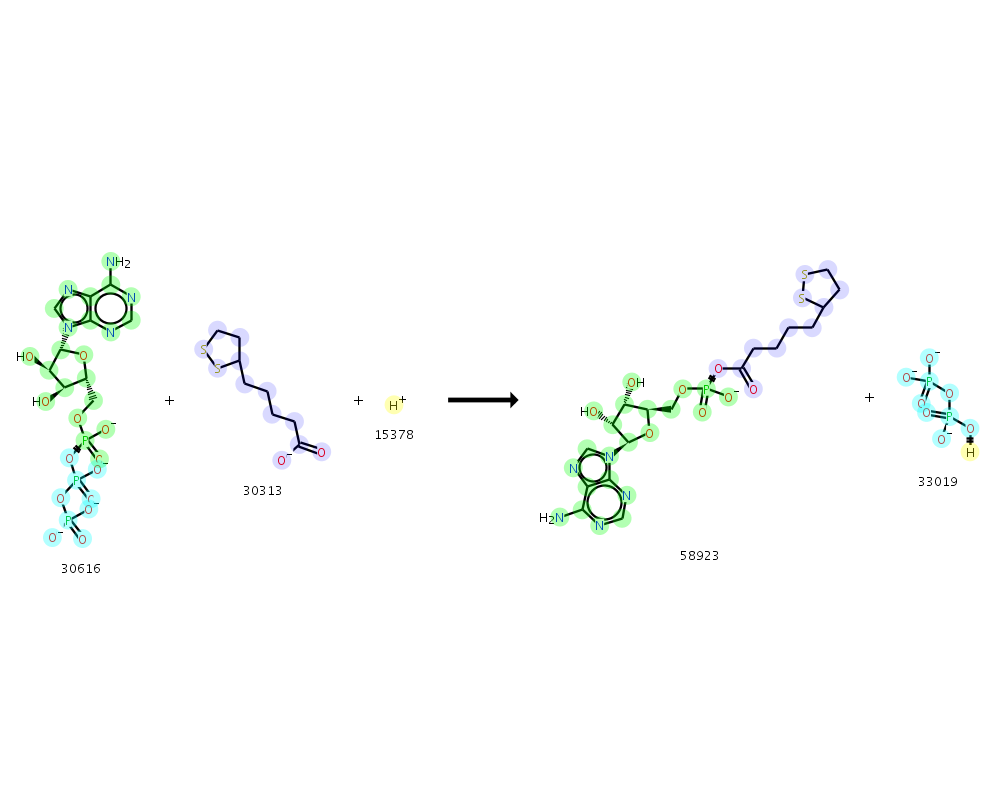 NH2
N
N
N
N
HO
O
HO
O
P
O-
O
O
P
O-
O
O
P
O-
O-
O
30616
+
S
S
O-
O
30313
+
H+
15378
S
S
O
O
P
O
O-
O
OH
HO
O
N
N
N
N
H2N
58923
+
O-
O-
P
O
O
O
P
O-
O
H
33019